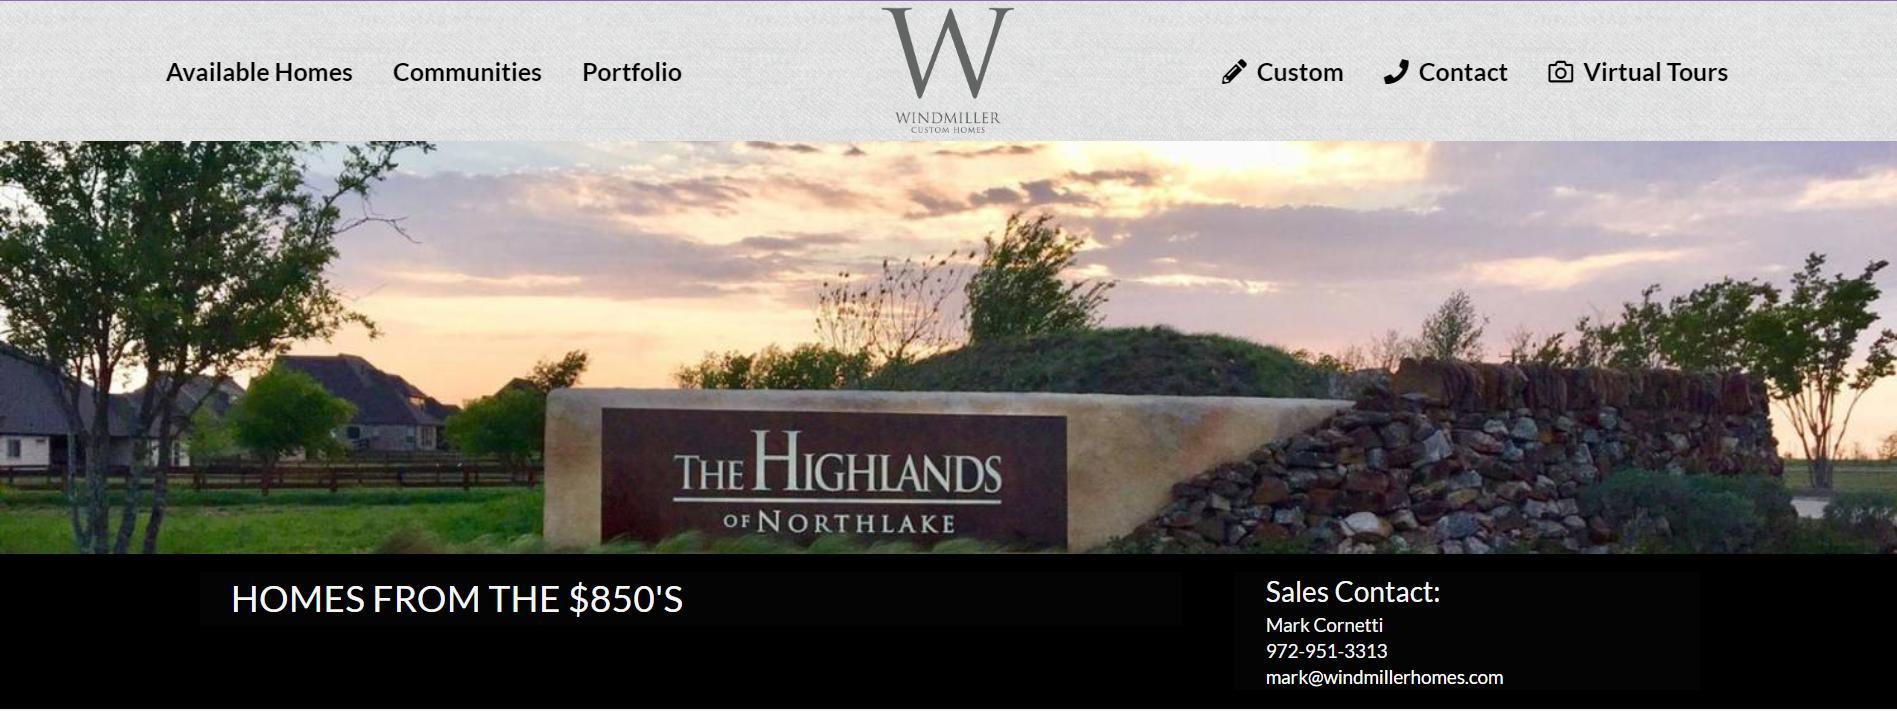 Available Homes
Communities
Portfolio
W
WINDMILLER
CUSTOM HOMES
Custom
Contact
Virtual Tours
THE HIGHLANDS
OF NORTHLAKE
HOMES FROM THE $850'S
Sales Contact:
Mark Cornetti
972-951-3313
mark@windmillerhomes.com